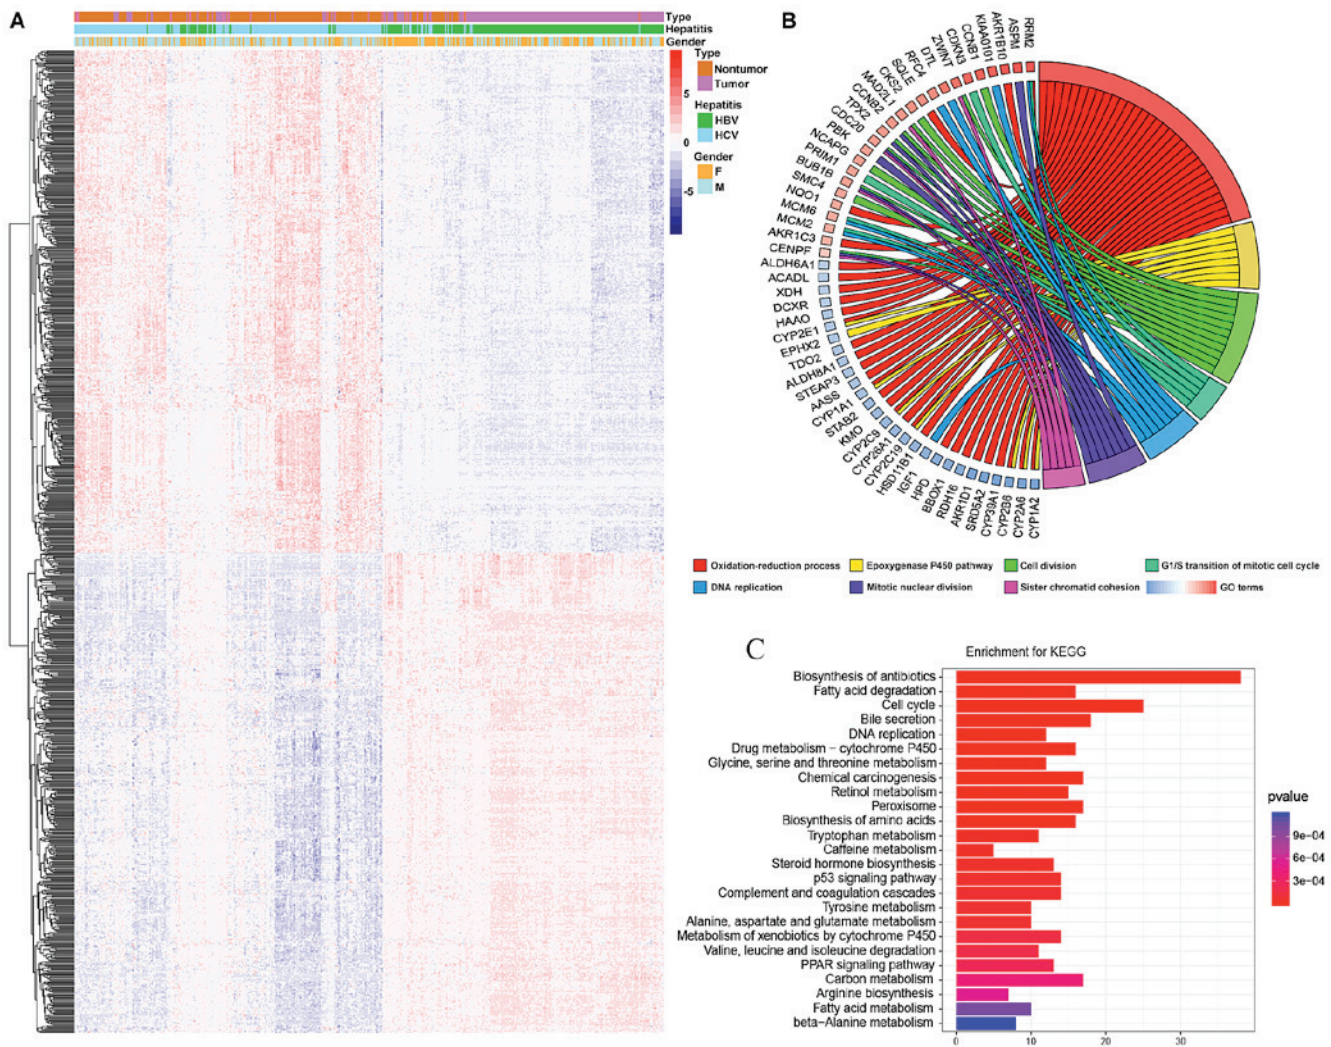 A
Type
Hepatitis
Gender
Type
Nontumor
Tumor
Hepatitis
HBV
HCV
Gender
F
M
5
0
-5
B
RRM2
ASPM
AKR1B10
KIAA0101
CCNB1
CDKN3
ZWINT
DTL
RFC4
SQLE
CKS2
MAD2L1
CCNB2
TPX2
CDC20
PBK
NCAPG
PRIM1
BUB1B
SMC4
NQO1
MCM6
MCM2
AKR1C3
CENPF
ALDH6A1
ACADL
XDH
DCXR
HAAO
CYP2E1
EPHX2
TDO2
ALDH8A1
STEAP3
AASS
CYP1A1
STAB2
KMO
CYP2C9
CYP26A1
CYP2C19
HSD11B1
IGF1
HPD
BBOX1
RDH16
AKR1D1
SRD5A2
CYP39A1
CYP2B6
CYP2A6
CYP1A2
Oxidation-reduction process
Epoxygenase P450 pathway
Cell division
G1/S transition of mitotic cell cycle
DNA replication
Mitotic nuclear division
Sister chromatid cohesion
GO terms
C
Enrichment for KEGG
Biosynthesis of antibiotics
Fatty acid degradation
Cell cycle
Bile secretion
DNA replication
Drug metabolism − cytochrome P450
Glycine, serine and threonine metabolism
Chemical carcinogenesis
Retinol metabolism
Peroxisome
Biosynthesis of amino acids
Tryptophan metabolism
Caffeine metabolism
Steroid hormone biosynthesis
p53 signaling pathway
Complement and coagulation cascades
Tyrosine metabolism
Alanine, aspartate and glutamate metabolism
Metabolism of xenobiotics by cytochrome P450
Valine, leucine and isoleucine degradation
PPAR signaling pathway
Carbon metabolism
Arginine biosynthesis
Fatty acid metabolism
beta−Alanine metabolism
0
10
20
30
pvalue
9e−04
6e−04
3e−04